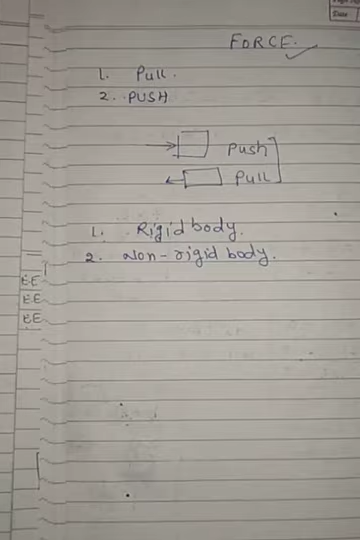 FORCE.
1. Pull.
2. PUSH
Push
Pull
1. Rigid body.
2. Non-rigid body.
EE
EE
EE